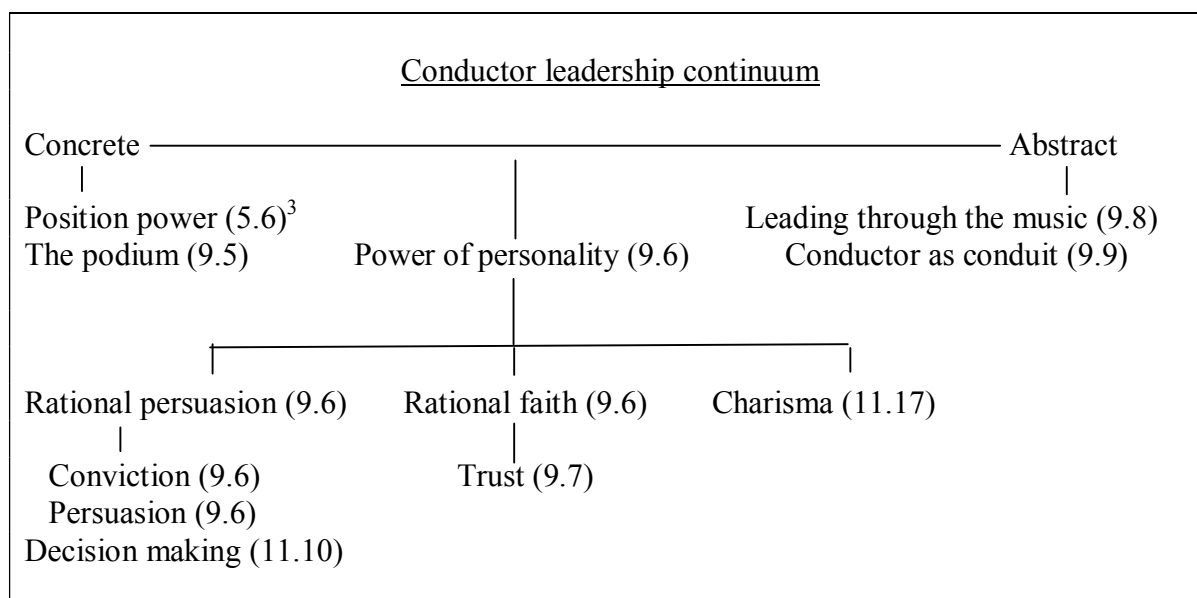 Conductor leadership continuum
Concrete Abstract
Position power (5.6)³ Leading through the music (9.8)
The podium (9.5) Power of personality (9.6) Conductor as conduit (9.9)
Rational persuasion (9.6) Rational faith (9.6) Charisma (11.17)
Conviction (9.6) Trust (9.7)
Persuasion (9.6)
Decision making (11.10)